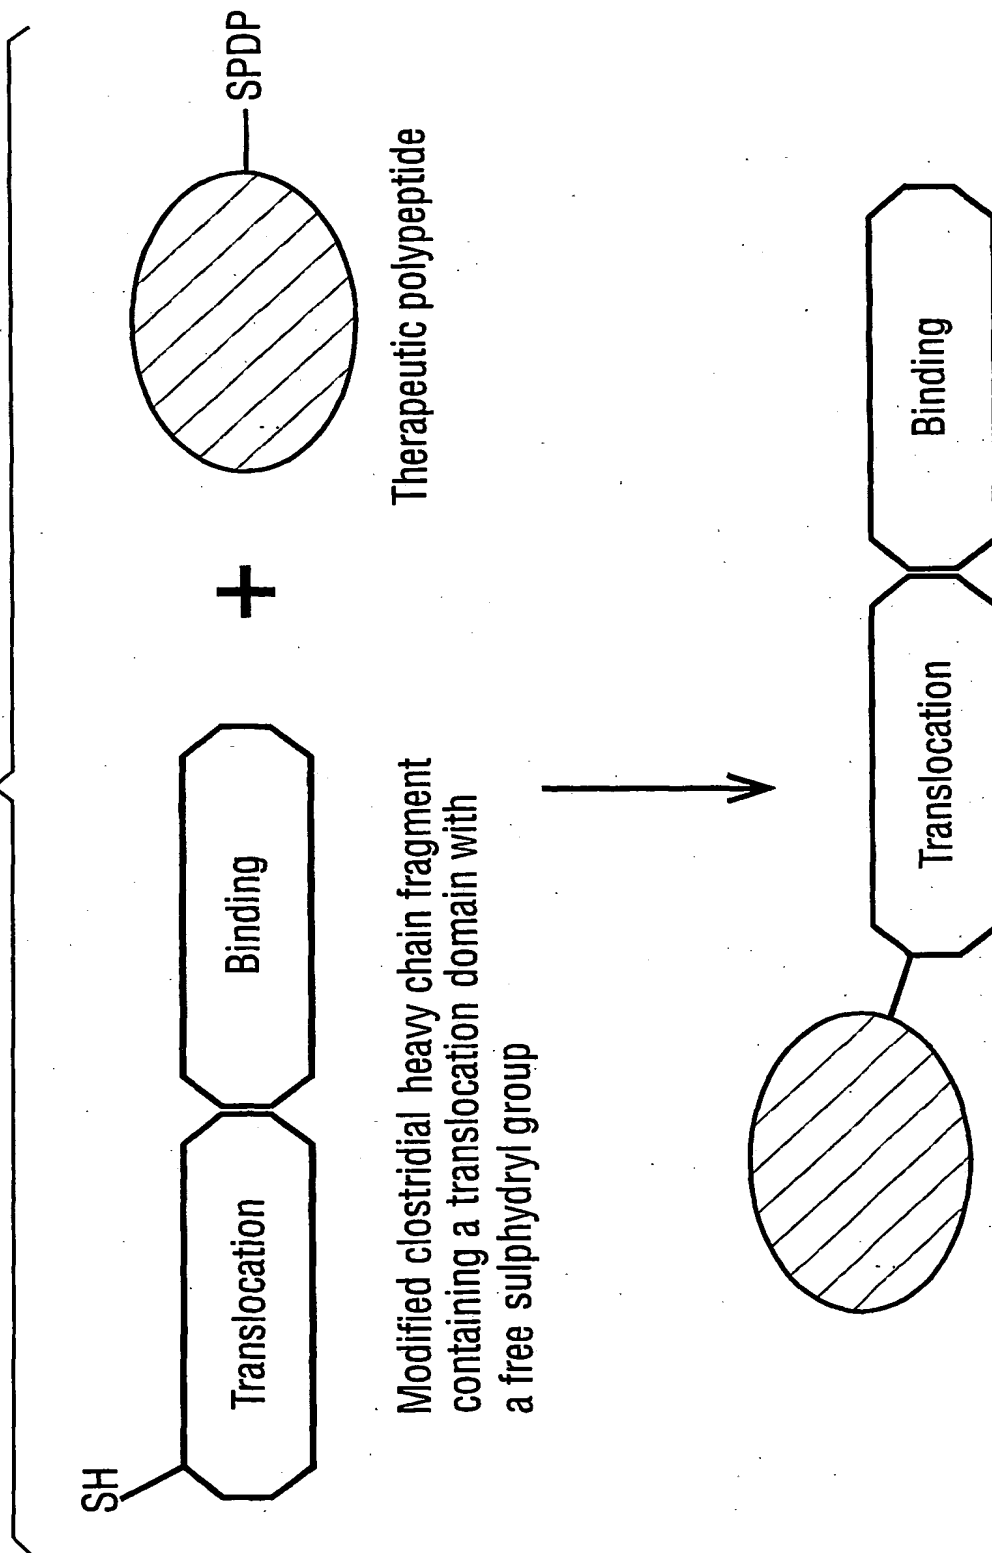 SH
Translocation
Binding
+
SPDP
Modified clostridial heavy chain fragment
containing a translocation domain with
a free sulphydryl group
Therapeutic polypeptide
Translocation
Binding